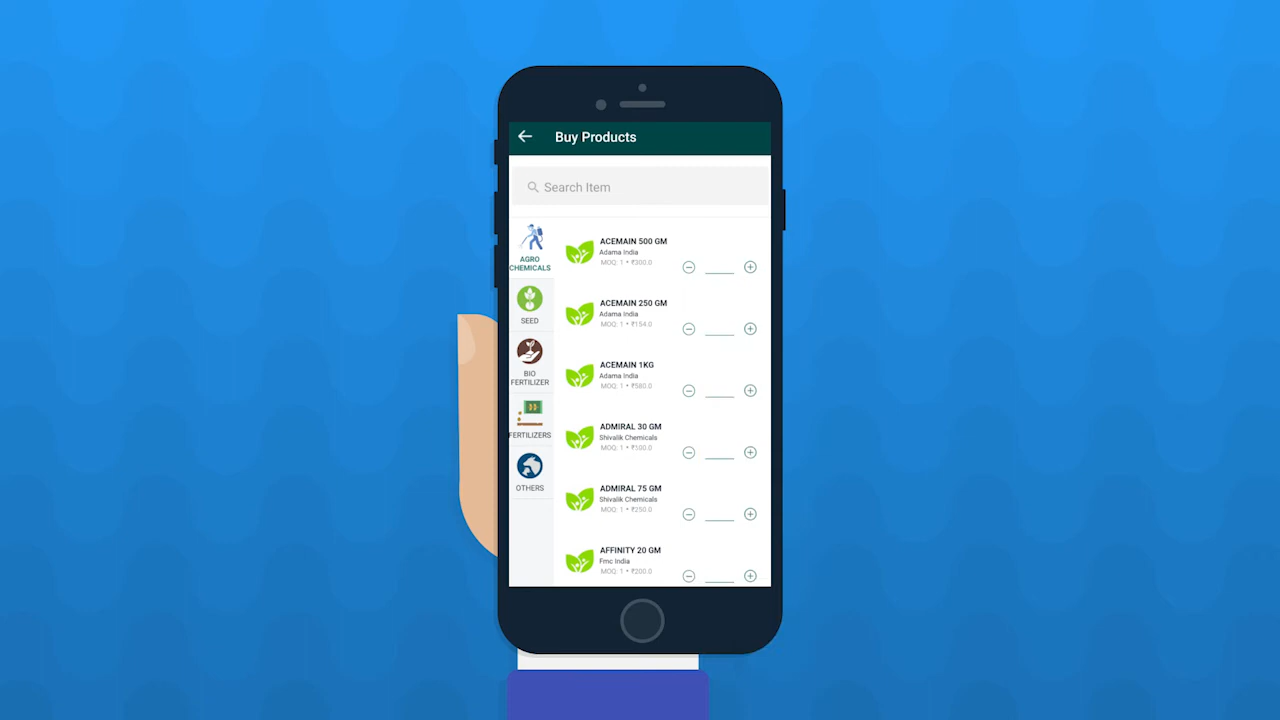 Buy Products
Search Item
AGRO
CHEMICALS
SEED
BIO
FERTILIZER
FERTILIZERS
OTHERS
ACEMAIN 500 GM
Adama India
MOQ: 1 • ₹300.0
ACEMAIN 250 GM
Adama India
MOQ: 1 • ₹154.0
ACEMAIN 1KG
Adama India
MOQ: 1 • ₹580.0
ADMIRAL 30 GM
Shivalik Chemicals
MOQ: 1 • ₹100.0
ADMIRAL 75 GM
Shivalik Chemicals
MOQ: 1 • ₹250.0
AFFINITY 20 GM
Fmc India
MOQ: 1 • ₹200.0